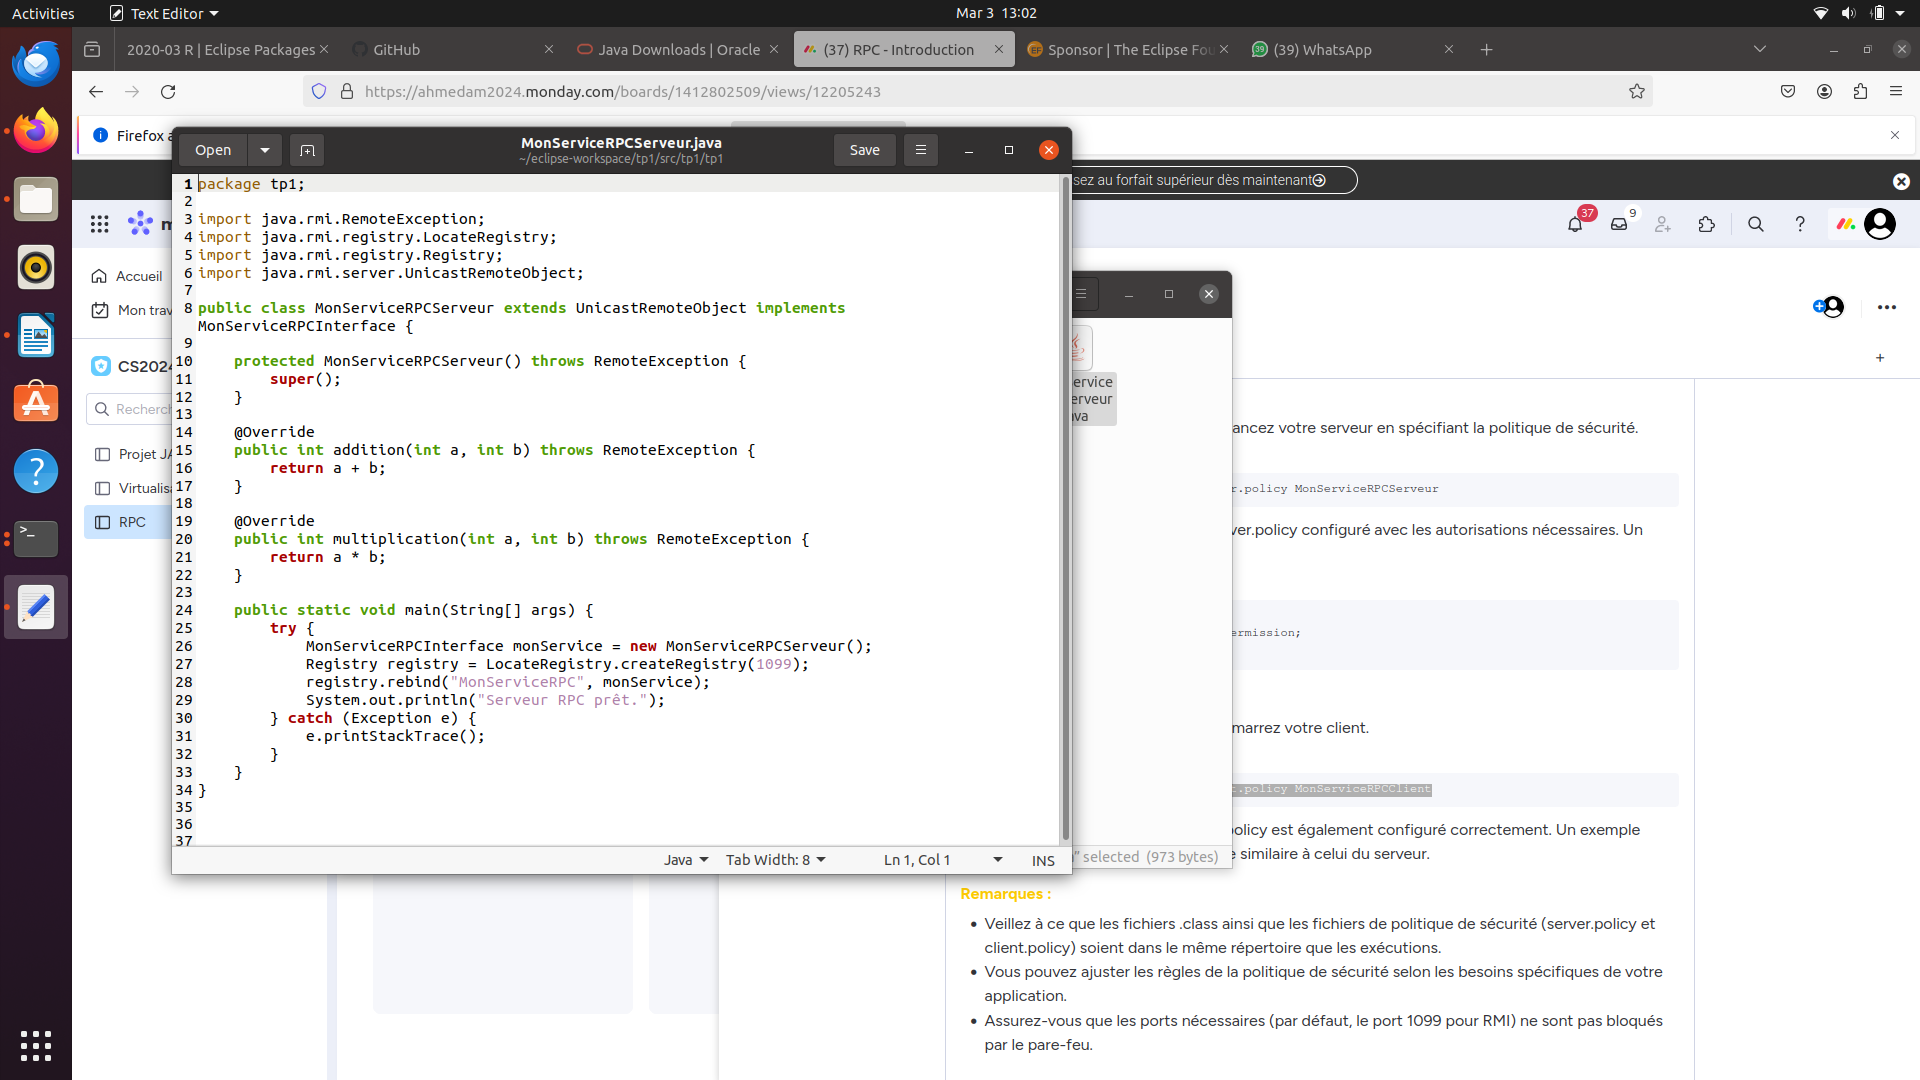 Activities
Text Editor
Mar 3 13:02
2020-03 R | Eclipse Packages
GitHub
Java Downloads | Oracle
(37) RPC - Introduction
Sponsor | The Eclipse Fou
(39) WhatsApp
https://ahmedam2024.monday.com/boards/1412802509/views/12205243
Firefox a
Open
MonServiceRPCServeur.java
~/eclipse-workspace/tp1/src/tp1/tp1
Save
sez au forfait supérieur dès maintenant
m
37
9
Accueil
Mon trav
CS2024
Recherch
Projet JA
Virtualisa
RPC
1 package tp1;
2
3 import java.rmi.RemoteException;
4 import java.rmi.registry.LocateRegistry;
5 import java.rmi.registry.Registry;
6 import java.rmi.server.UnicastRemoteObject;
7
8 public class MonServiceRPCServeur extends UnicastRemoteObject implements
MonServiceRPCInterface {
9
10 protected MonServiceRPCServeur() throws RemoteException {
11 super();
12 }
13
14 @Override
15 public int addition(int a, int b) throws RemoteException {
16 return a + b;
17 }
18
19 @Override
20 public int multiplication(int a, int b) throws RemoteException {
21 return a * b;
22 }
23
24 public static void main(String[] args) {
25 try {
26 MonServiceRPCInterface monService = new MonServiceRPCServeur();
27 Registry registry = LocateRegistry.createRegistry(1099);
28 registry.rebind("MonServiceRPC", monService);
29 System.out.println("Serveur RPC prêt.");
30 } catch (Exception e) {
31 e.printStackTrace();
32 }
33 }
34 }
35
36
37
Java
Tab Width: 8
Ln 1, Col 1
INS
ervice
erveur
va
" selected (973 bytes)
ancez votre serveur en spécifiant la politique de sécurité.
r.policy MonServiceRPCServeur
ver.policy configuré avec les autorisations nécessaires. Un
ermission;
marrez votre client.
t.policy MonServiceRPCClient
policy est également configuré correctement. Un exemple
e similaire à celui du serveur.
Remarques :
• Veillez à ce que les fichiers .class ainsi que les fichiers de politique de sécurité (server.policy et
client.policy) soient dans le même répertoire que les exécutions.
• Vous pouvez ajuster les règles de la politique de sécurité selon les besoins spécifiques de votre
application.
• Assurez-vous que les ports nécessaires (par défaut, le port 1099 pour RMI) ne sont pas bloqués
par le pare-feu.